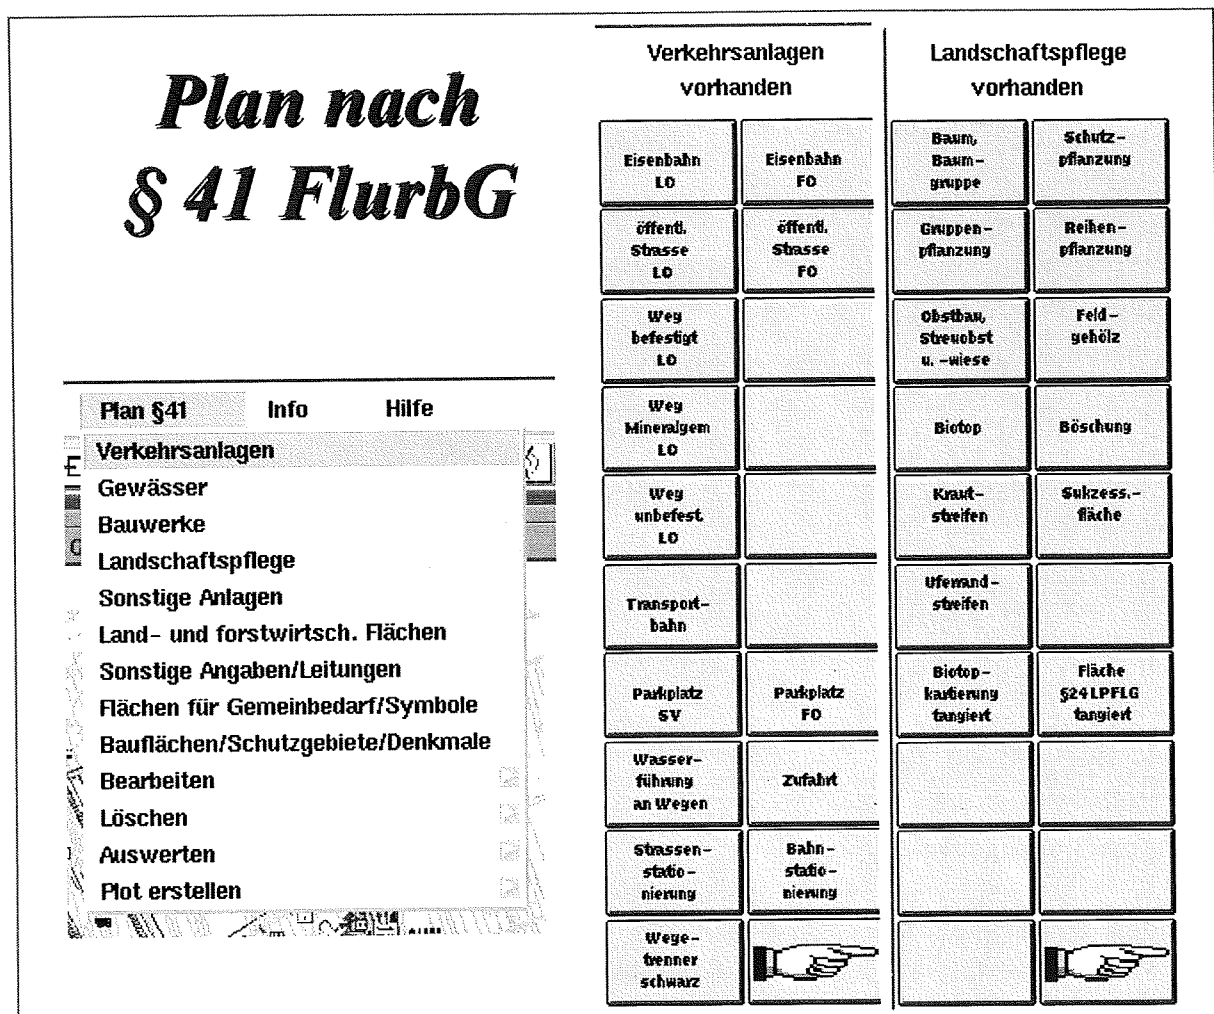 Plan nach
§ 41 FlurbG
Plan §41 Info Hilfe
Verkehrsanlagen
Gewässer
Bauwerke
Landschaftspflege
Sonstige Anlagen
Land- und forstwirtsch. Flächen
Sonstige Angaben/Leitungen
Flächen für Gemeinbedarf/Symbole
Bauflächen/Schutzgebiete/Denkmale
Bearbeiten
Löschen
Auswerten
Plot erstellen
Verkehrsanlagen
vorhanden
Eisenbahn
LO
Eisenbahn
FO
öffentl.
Strasse
LO
öffentl.
Strasse
FO
Weg
befestigt
LO
Weg
Mineralgem
LO
Weg
unbefest.
LO
Transport-
bahn
Parkplatz
SV
Parkplatz
FO
Wasser-
führung
an Wegen
Zufahrt
Strassen-
statio-
nierung
Bahn-
statio-
nierung
Wege-
trenner
schwarz
Landschaftspflege
vorhanden
Baum,
Baum-
gruppe
Schutz-
pflanzung
Gruppen-
pflanzung
Reihen-
pflanzung
Obstbau,
Streuobst
u. -wiese
Feld-
gehölz
Biotop
Böschung
Kraut-
streifen
Sukzess.-
fläche
Uferrand-
streifen
Biotop-
kartierung
tangiert
Fläche
§24LPFLG
tangiert